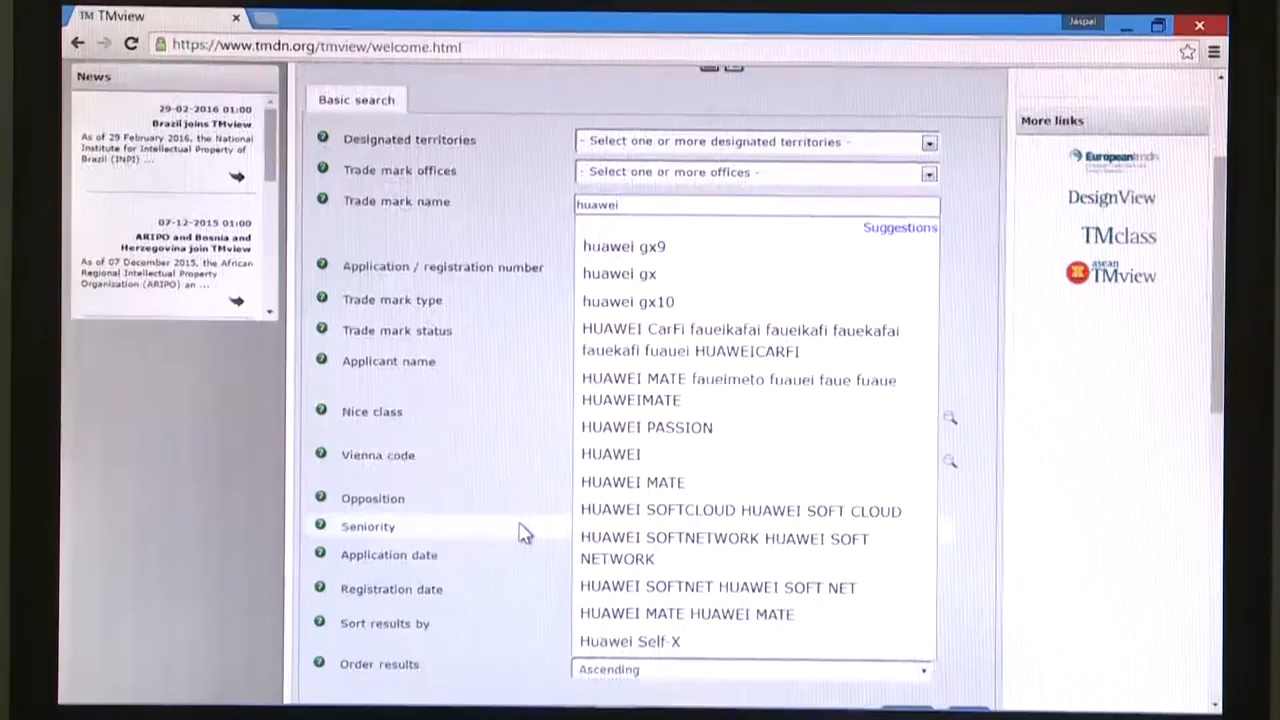 TM TMview
Jaspal
https://www.tmdn.org/tmview/welcome.html
News
29-02-2016 01:00
Brazil joins TMview
As of 29 February 2016, the National
Institute for Intellectual Property of
Brazil (INPI) ...
07-12-2015 01:00
ARIPO and Bosnia and
Herzegovina join TMview
As of 07 December 2015, the African
Regional Intellectual Property
Organization (ARIPO) an ...
Basic search
Designated territories
- Select one or more designated territories -
Trade mark offices
- Select one or more offices -
Trade mark name
huawei
Suggestions
huawei gx9
huawei gx
huawei gx10
HUAWEI CarFi faueikafai faueikafi fauekafai
fauekafi fuauei HUAWEICARFI
HUAWEI MATE faueimeto fuauei faue fuaue
HUAWEIMATE
HUAWEI PASSION
HUAWEI
HUAWEI MATE
HUAWEI SOFTCLOUD HUAWEI SOFT CLOUD
HUAWEI SOFTNETWORK HUAWEI SOFT
NETWORK
HUAWEI SOFTNET HUAWEI SOFT NET
HUAWEI MATE HUAWEI MATE
Huawei Self-X
Application / registration number
Trade mark type
Trade mark status
Applicant name
Nice class
Vienna code
Opposition
Seniority
Application date
Registration date
Sort results by
Order results
Ascending
More links
Europeantmdn
DesignView
TMclass
asean
TMview